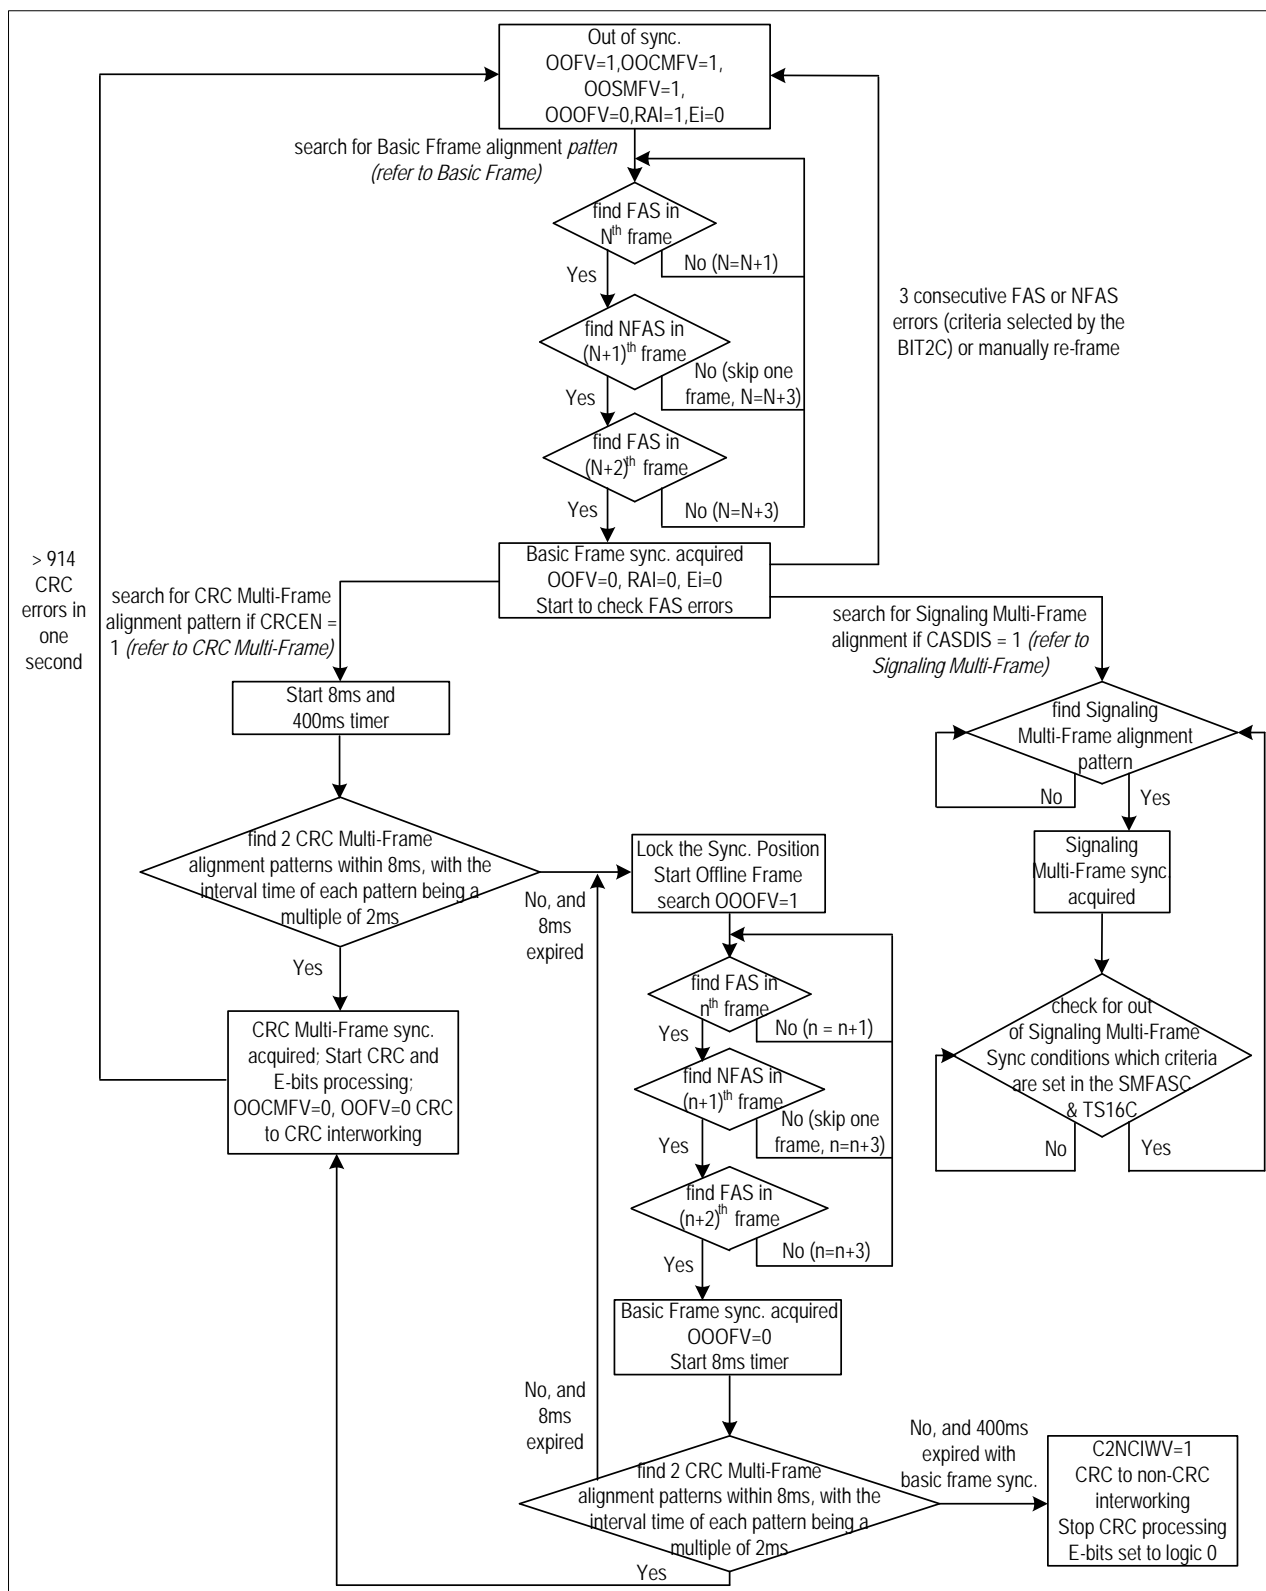 Out of sync.
OOFV=1,OOCMFV=1,
OOSMFV=1,
OOOFV=0,RAI=1,Ei=0
search for Basic Fframe alignment patten
(refer to Basic Frame)
find FAS in
Nth frame
Yes
No (N=N+1)
find NFAS in
(N+1)th frame
No (skip one
frame, N=N+3)
Yes
find FAS in
(N+2)th frame
Yes
No (N=N+3)
3 consecutive FAS or NFAS
errors (criteria selected by the
BIT2C) or manually re-frame
Basic Frame sync. acquired
OOFV=0, RAI=0, Ei=0
Start to check FAS errors
> 914
CRC
errors in
one
second
search for CRC Multi-Frame
alignment pattern if CRCEN =
1 (refer to CRC Multi-Frame)
search for Signaling Multi-Frame
alignment if CASDIS = 1 (refer to
Signaling Multi-Frame)
Start 8ms and
400ms timer
find Signaling
Multi-Frame alignment
pattern
No
Yes
find 2 CRC Multi-Frame
alignment patterns within 8ms, with the
interval time of each pattern being a
multiple of 2ms
No, and
8ms
expired
Yes
Lock the Sync. Position
Start Offline Frame
search OOOFV=1
Signaling
Multi-Frame sync.
acquired
find FAS in
nth frame
Yes
No (n = n+1)
CRC Multi-Frame sync.
acquired; Start CRC and
E-bits processing;
OOCMFV=0, OOFV=0 CRC
to CRC interworking
check for out
of Signaling Multi-Frame
Sync conditions which criteria
are set in the SMFASC
& TS16C
No
Yes
find NFAS in
(n+1)th frame
No (skip one
frame, n=n+3)
Yes
find FAS in
(n+2)th frame
Yes
No (n=n+3)
Basic Frame sync. acquired
OOOFV=0
Start 8ms timer
No, and
8ms
expired
find 2 CRC Multi-Frame
alignment patterns within 8ms, with the
interval time of each pattern being a
multiple of 2ms
Yes
No, and 400ms
expired with
basic frame sync.
C2NCIWV=1
CRC to non-CRC
interworking
Stop CRC processing
E-bits set to logic 0